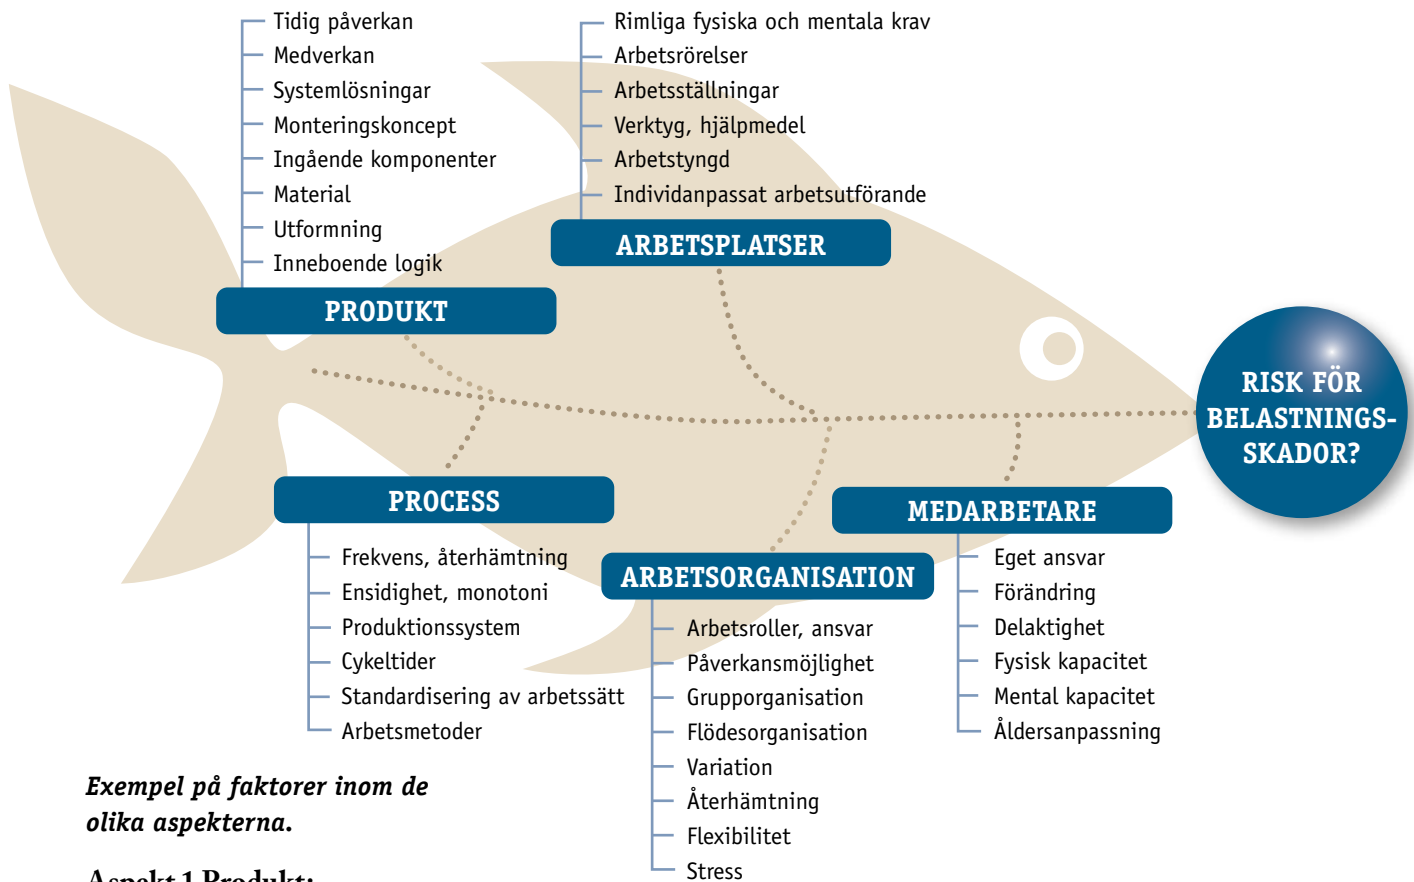 Tidig påverkan
Medverkan
Systemlösningar
Monteringskoncept
Ingående komponenter
Material
Utformning
Inneboende logik
PRODUKT
Rimliga fysiska och mentala krav
Arbetsrörelser
Arbetsställningar
Verktyg, hjälpmedel
Arbetstyngd
Individanpassat arbetsutförande
ARBETSPLATSER
RISK FÖR
BELASTNINGS-
SKADOR?
PROCESS
Frekvens, återhämtning
Ensidighet, monotoni
Produktionssystem
Cykeltider
Standardisering av arbetssätt
Arbetsmetoder
ARBETSORGANISATION
Arbetsroller, ansvar
Påverkansmöjlighet
Grupporganisation
Flödesorganisation
Variation
Återhämtning
Flexibilitet
Stress
MEDARBETARE
Eget ansvar
Förändring
Delaktighet
Fysisk kapacitet
Mental kapacitet
Åldersanpassning
Exempel på faktorer inom de
olika aspekterna.
Aspekt 1 Produkt: